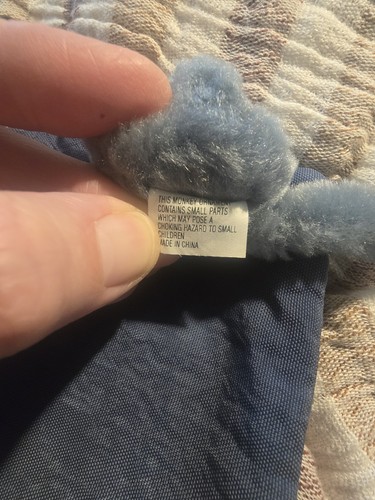 THIS MONKEY
CONTAINS SMALL PARTS
WHICH MAY POSE A
CHOKING HAZARD TO SMALL
CHILDREN
MADE IN CHINA